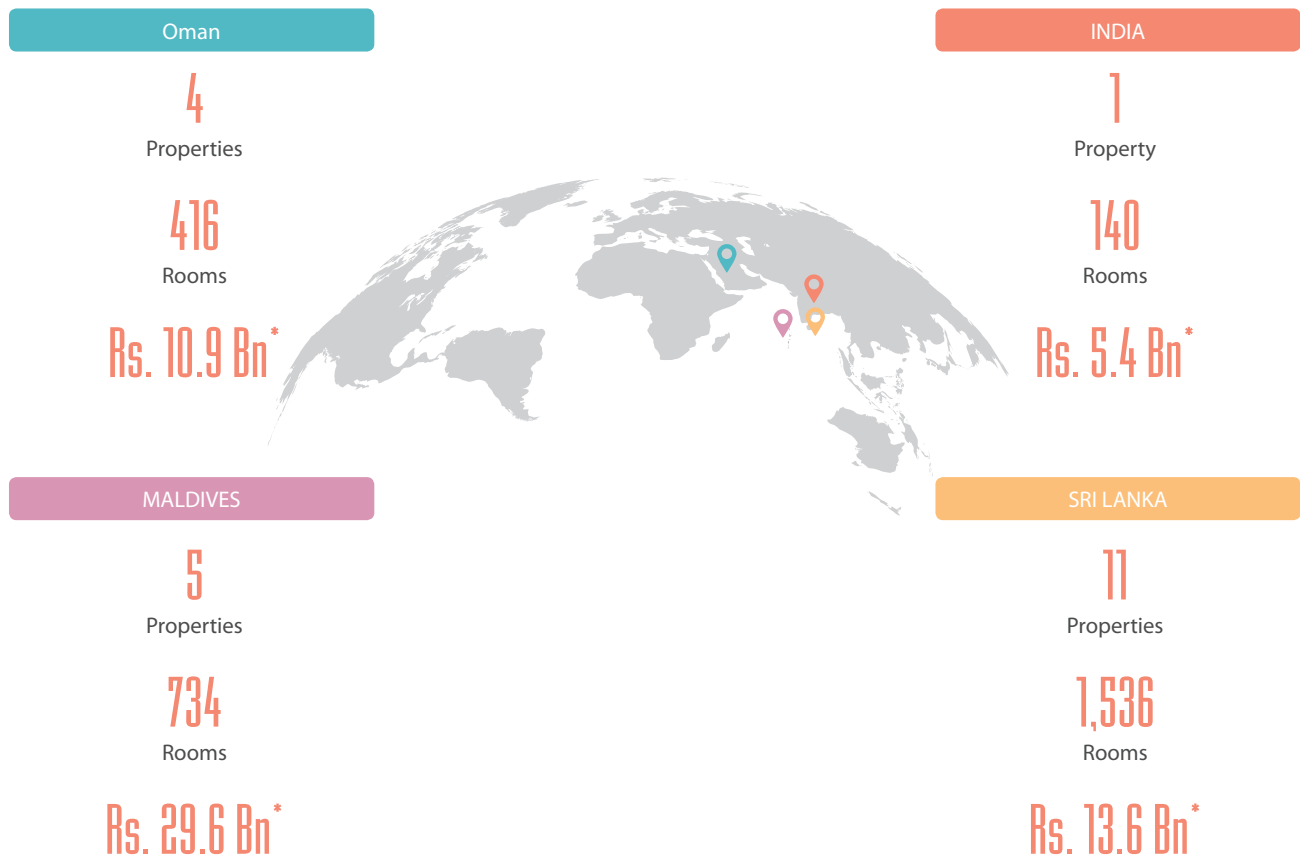 Oman
4
Properties
416
Rooms
Rs. 10.9 Bn*
INDIA
1
Property
140
Rooms
Rs. 5.4 Bn*
MALDIVES
5
Properties
734
Rooms
Rs. 29.6 Bn*
SRI LANKA
11
Properties
1,536
Rooms
Rs. 13.6 Bn*